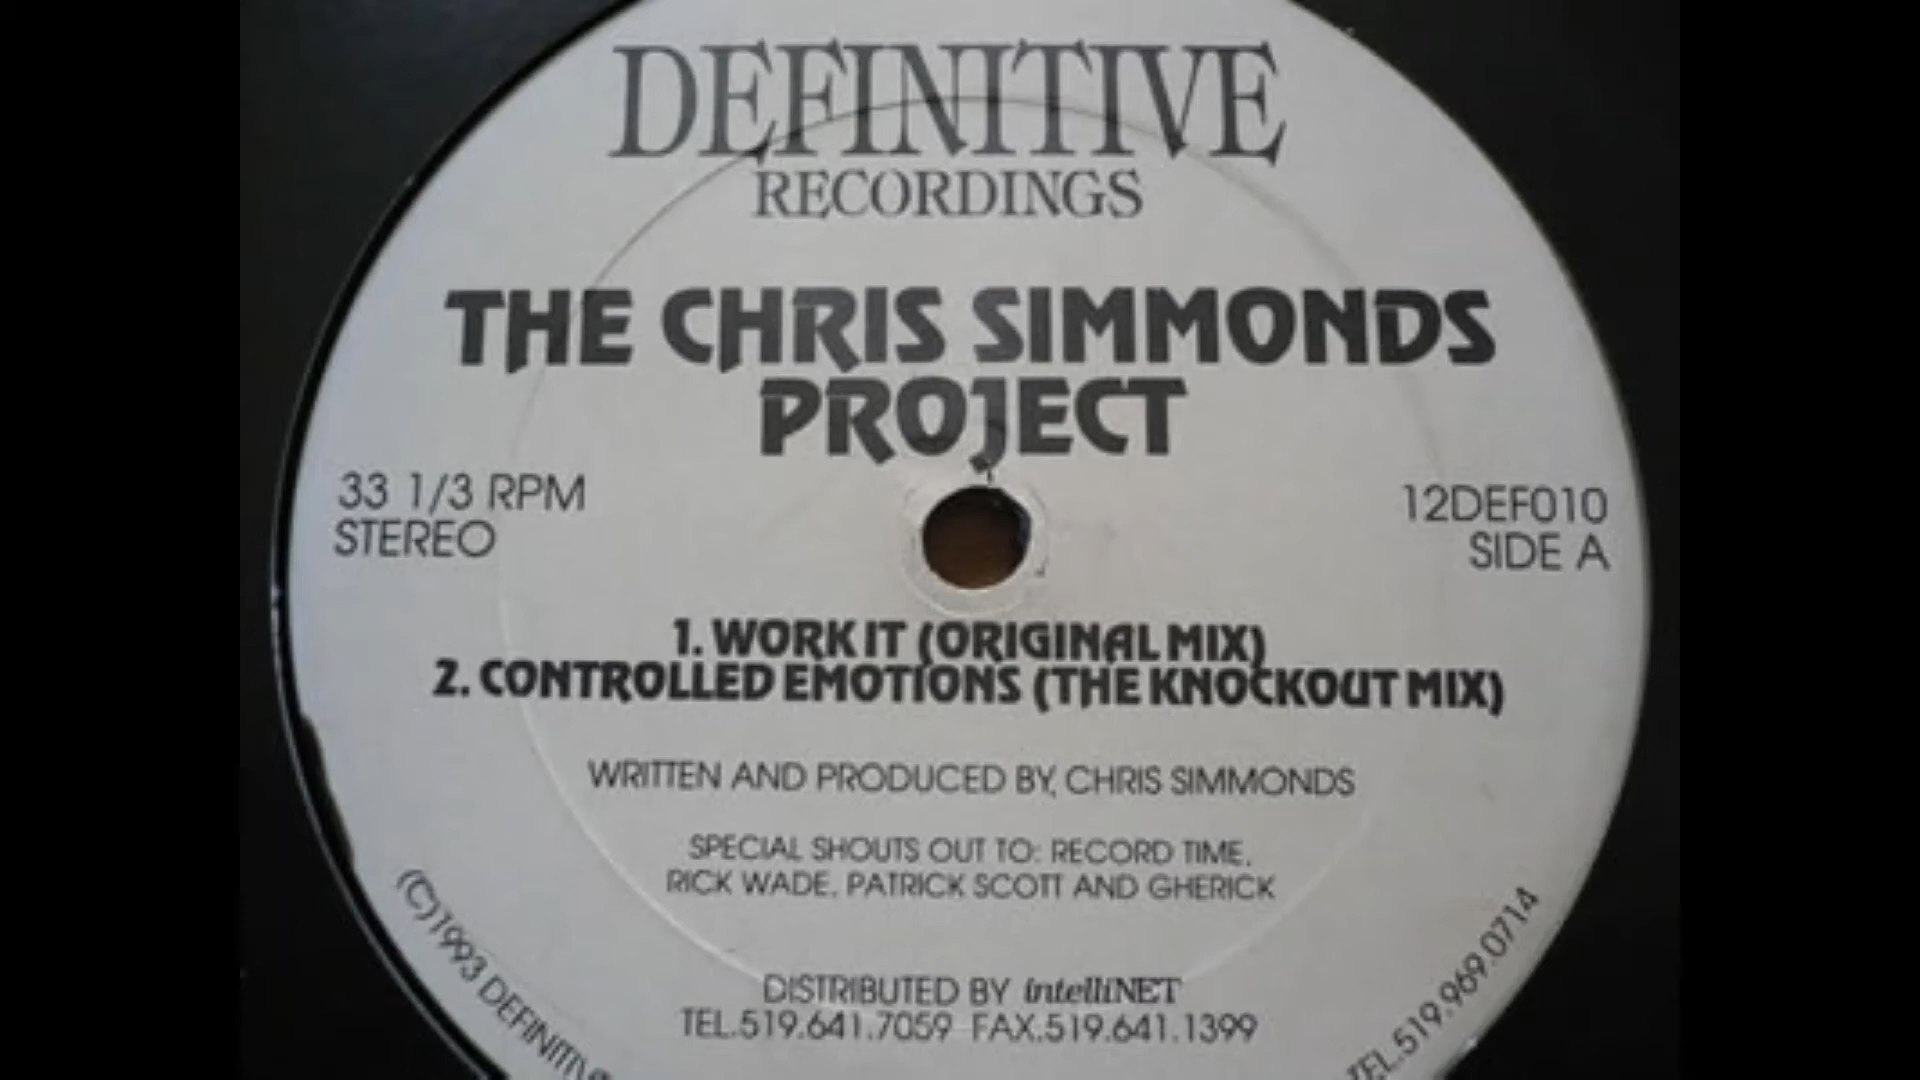 DEFINITIVE
RECORDINGS
THE CHRIS SIMMONDS
PROJECT
33 1/3 RPM
STEREO
12DEF010
SIDE A
1. WORK IT (ORIGINAL MIX)
2. CONTROLLED EMOTIONS (THE KNOCKOUT MIX)
WRITTEN AND PRODUCED BY, CHRIS SIMMONDS
SPECIAL SHOUTS OUT TO: RECORD TIME,
RICK WADE, PATRICK SCOTT AND GHERICK
DISTRIBUTED BY intelliNET
TEL.519.641.7059 FAX.519.641.1399
(C)1993 DEFINITIV
TEL.519.969.0714